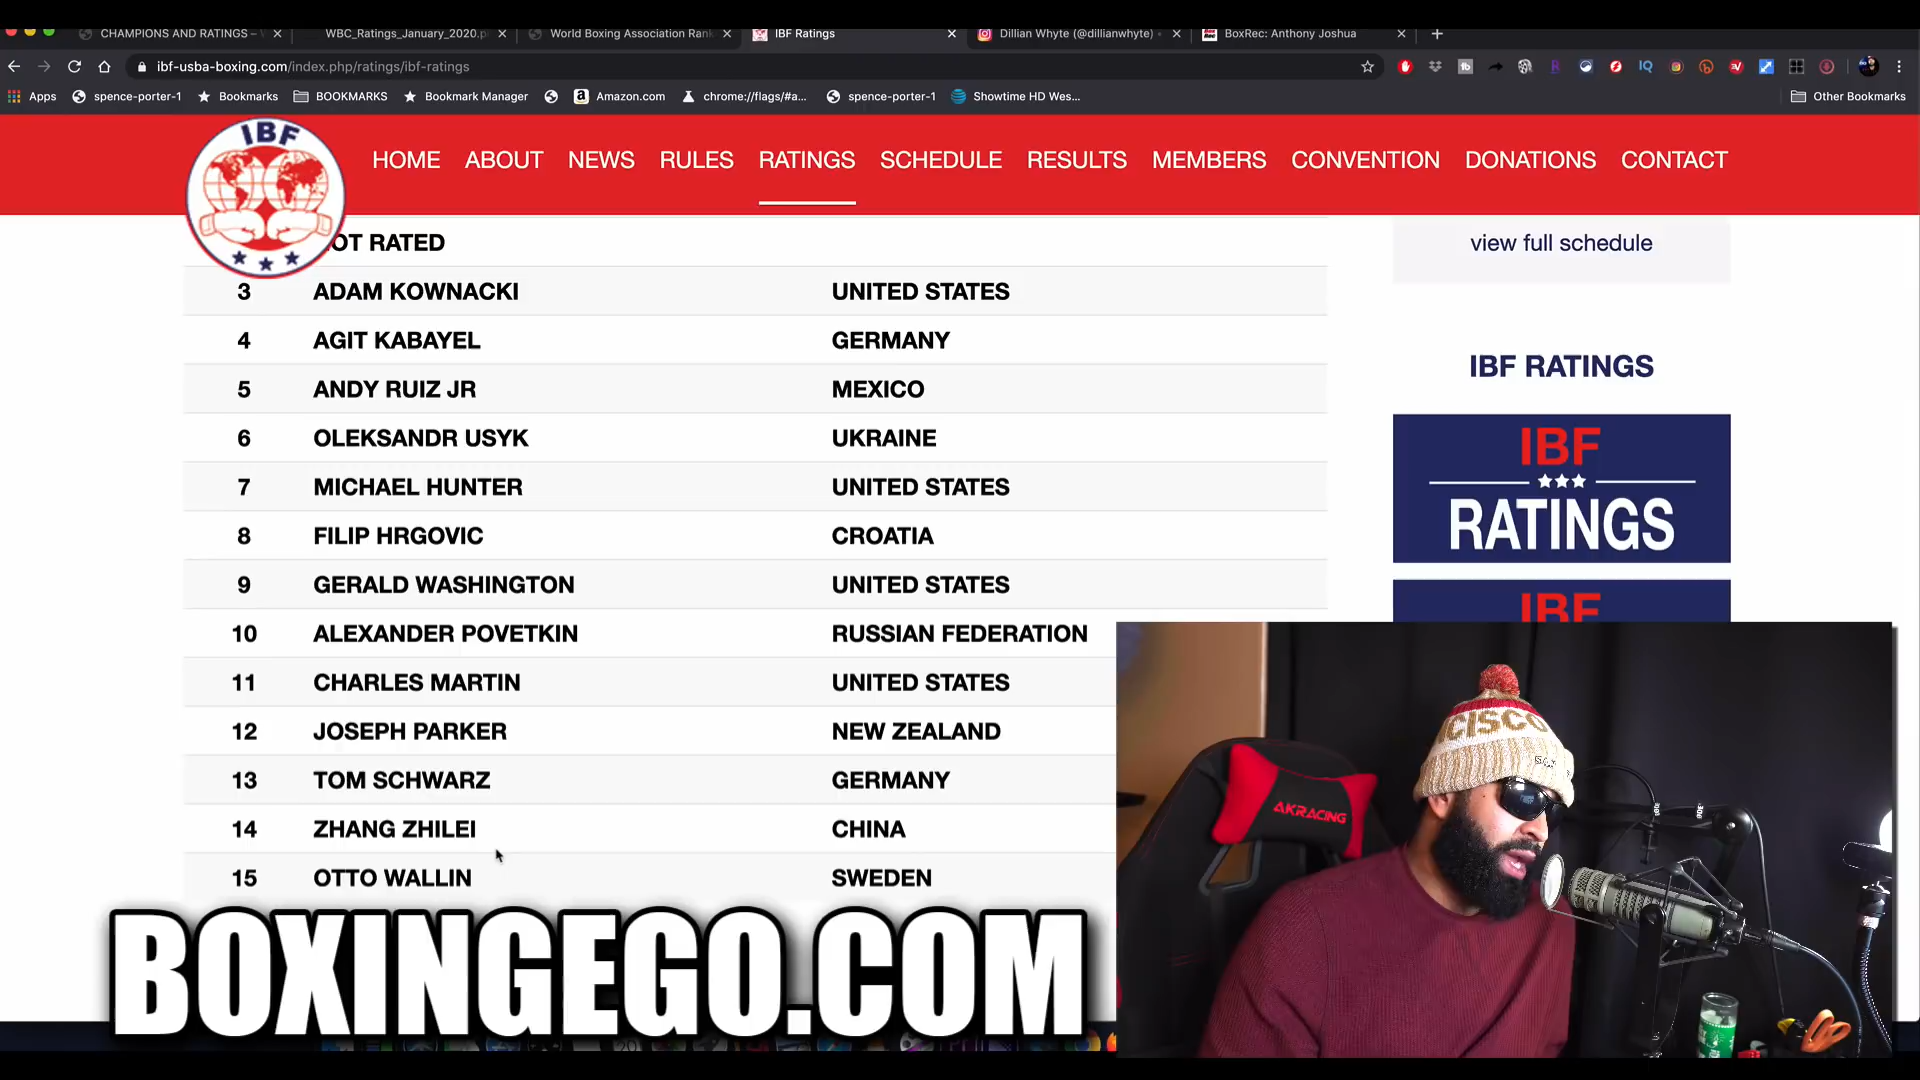 CHAMPIONS AND RATINGS –
WBC_Ratings_January_2020.p
World Boxing Association Rank
IBF Ratings
Dillian Whyte (@dillianwhyte) •
BoxRec: Anthony Joshua
ibf-usba-boxing.com/index.php/ratings/ibf-ratings
Apps
spence-porter-1
Bookmarks
BOOKMARKS
Bookmark Manager
Amazon.com
chrome://flags/#a...
spence-porter-1
Showtime HD Wes...
Other Bookmarks
IBF
HOME ABOUT NEWS RULES RATINGS SCHEDULE RESULTS MEMBERS CONVENTION DONATIONS CONTACT
OT RATED
3 ADAM KOWNACKI UNITED STATES
4 AGIT KABAYEL GERMANY
5 ANDY RUIZ JR MEXICO
6 OLEKSANDR USYK UKRAINE
7 MICHAEL HUNTER UNITED STATES
8 FILIP HRGOVIC CROATIA
9 GERALD WASHINGTON UNITED STATES
10 ALEXANDER POVETKIN RUSSIAN FEDERATION
11 CHARLES MARTIN UNITED STATES
12 JOSEPH PARKER NEW ZEALAND
13 TOM SCHWARZ GERMANY
14 ZHANG ZHILEI CHINA
15 OTTO WALLIN SWEDEN
view full schedule
IBF RATINGS
IBF
RATINGS
IBF
CISCO
AKRACING
BOXINGEGO.COM